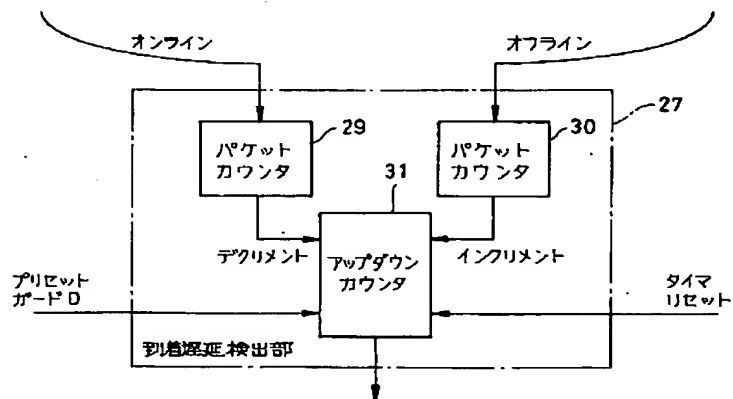 オンライン
オフライン
27
29
30
パケット
カウンタ
パケット
カウンタ
31
デクリメント
アップダウン
カウンタ
インクリメント
プリセット
ガードD
タイマ
リセット
到着遅延検出部